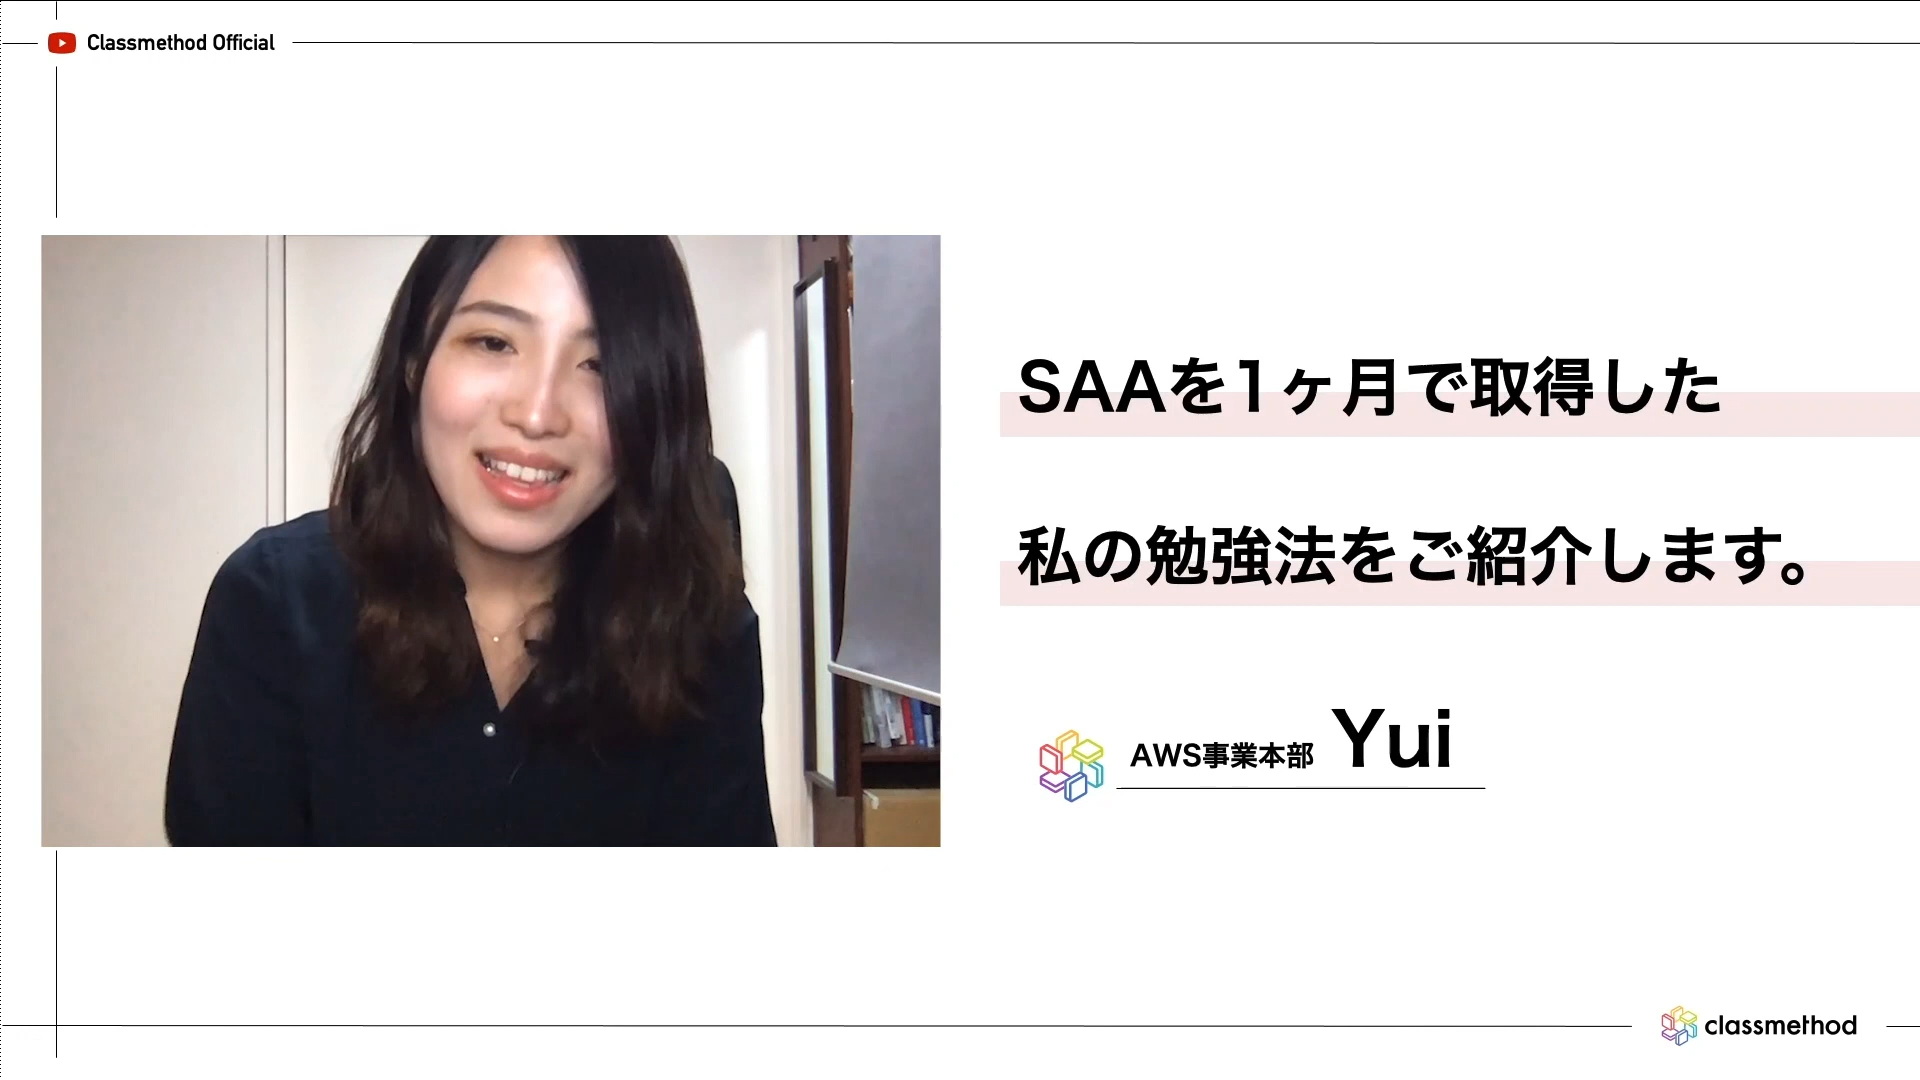 Classmethod Official
SAAを1ヶ月で取得した
私の勉強法をご紹介します。
AWS事業本部 Yui
classmethod